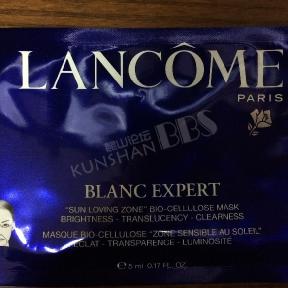 LANCÔME
PARIS
昆山论坛
KUNSHAN BBS
BLANC EXPERT
"SUN LOVING ZONE" BIO-CELLULOSE MASK
BRIGHTNESS - TRANSLUCENCY - CLEARNESS
MASQUE BIO-CELLULOSE "ZONE SENSIBLE AU SOLEIL"
ÉCLAT - TRANSPARENCE - LUMINOSITÉ
℮ 5 ml 0.17 FL. OZ.